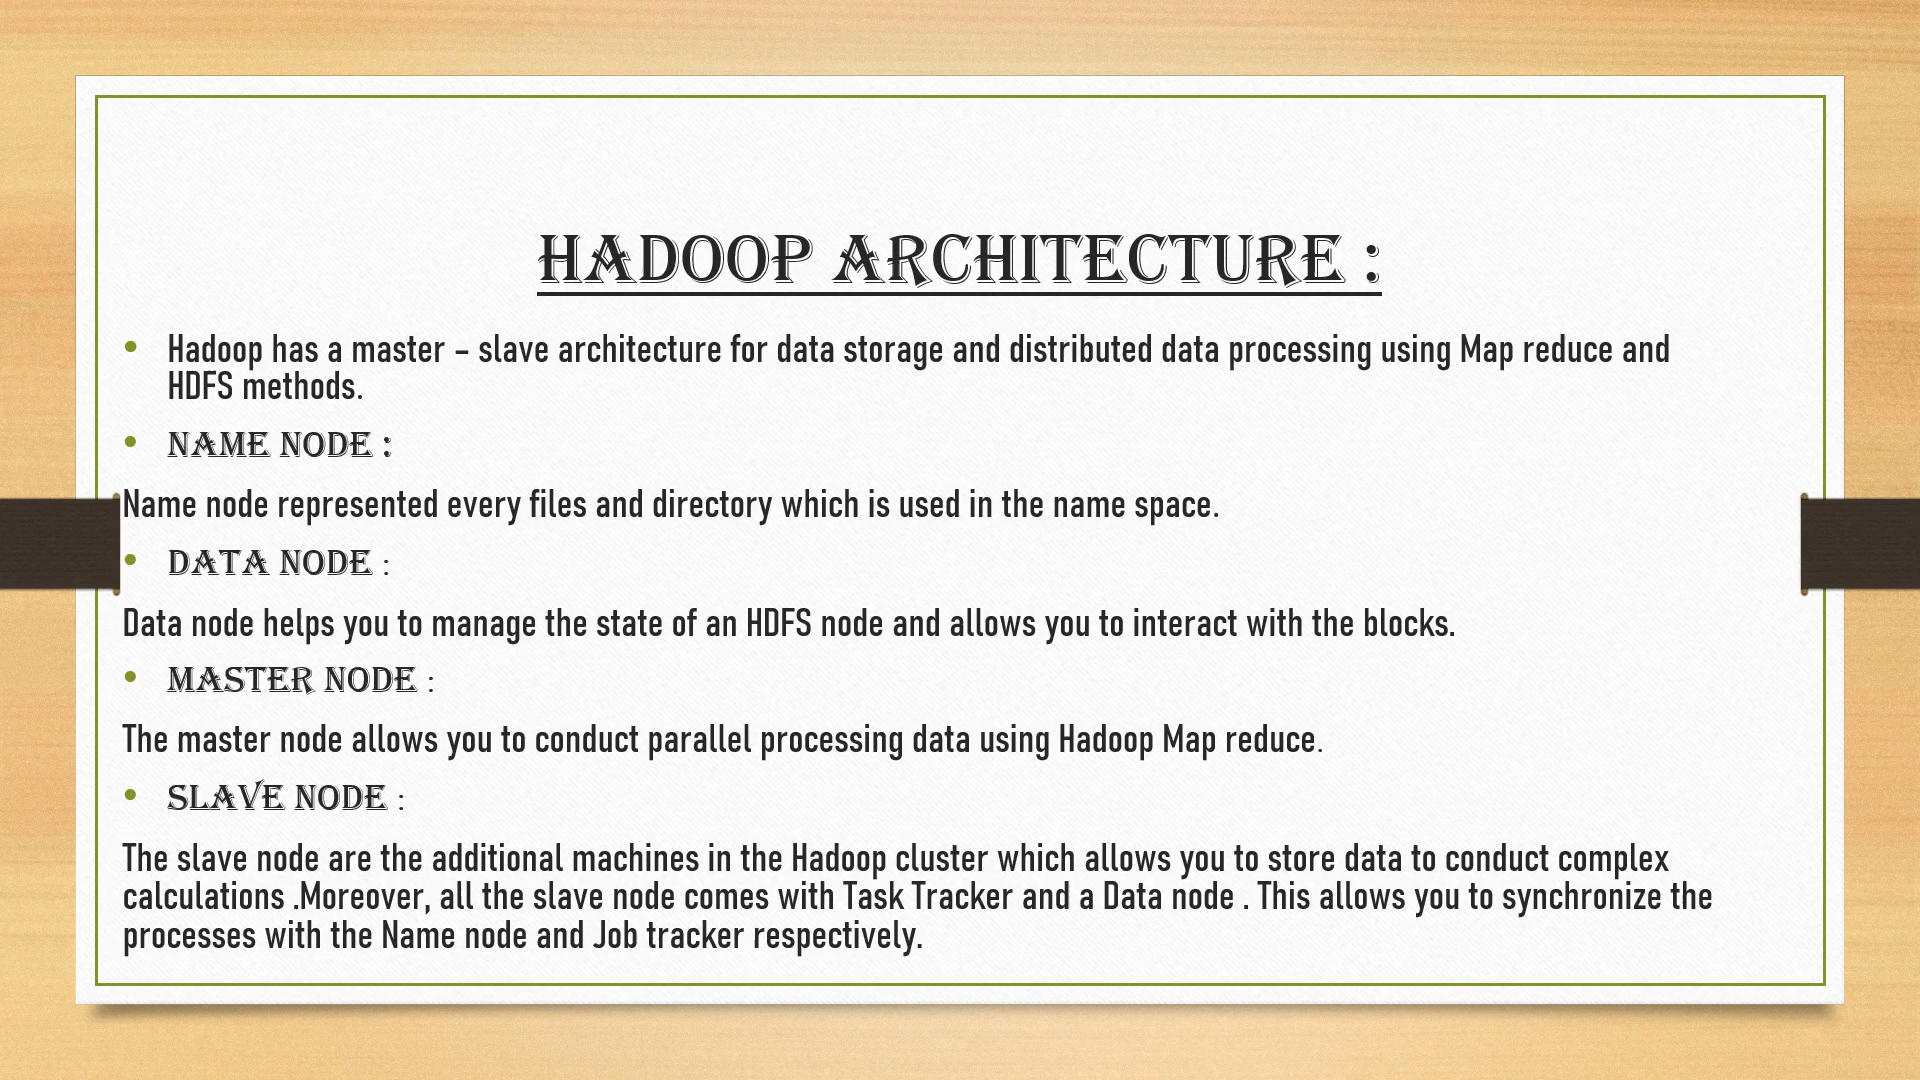 HADOOP ARCHITECTURE :
• Hadoop has a master – slave architecture for data storage and distributed data processing using Map reduce and
HDFS methods.
• NAME NODE :
Name node represented every files and directory which is used in the name space.
• DATA NODE :
Data node helps you to manage the state of an HDFS node and allows you to interact with the blocks.
• MASTER NODE :
The master node allows you to conduct parallel processing data using Hadoop Map reduce.
• SLAVE NODE :
The slave node are the additional machines in the Hadoop cluster which allows you to store data to conduct complex
calculations .Moreover, all the slave node comes with Task Tracker and a Data node . This allows you to synchronize the
processes with the Name node and Job tracker respectively.